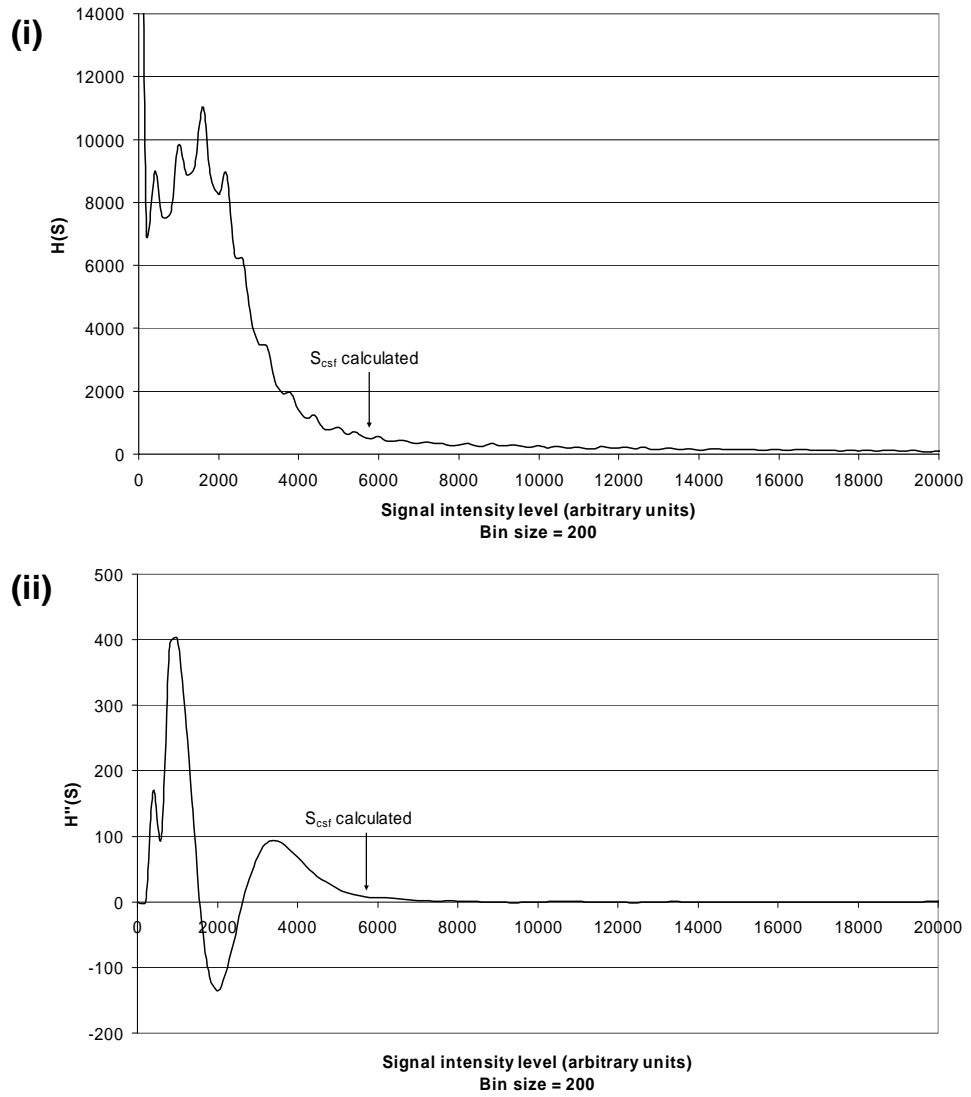 (i)
14000
12000
10000
8000
6000
4000
2000
0
H(S)
S_csf calculated
0 2000 4000 6000 8000 10000 12000 14000 16000 18000 20000
Signal intensity level (arbitrary units)
Bin size = 200
(ii)
500
400
300
200
100
0
-100
-200
H"(S)
S_csf calculated
0 2000 4000 6000 8000 10000 12000 14000 16000 18000 20000
Signal intensity level (arbitrary units)
Bin size = 200